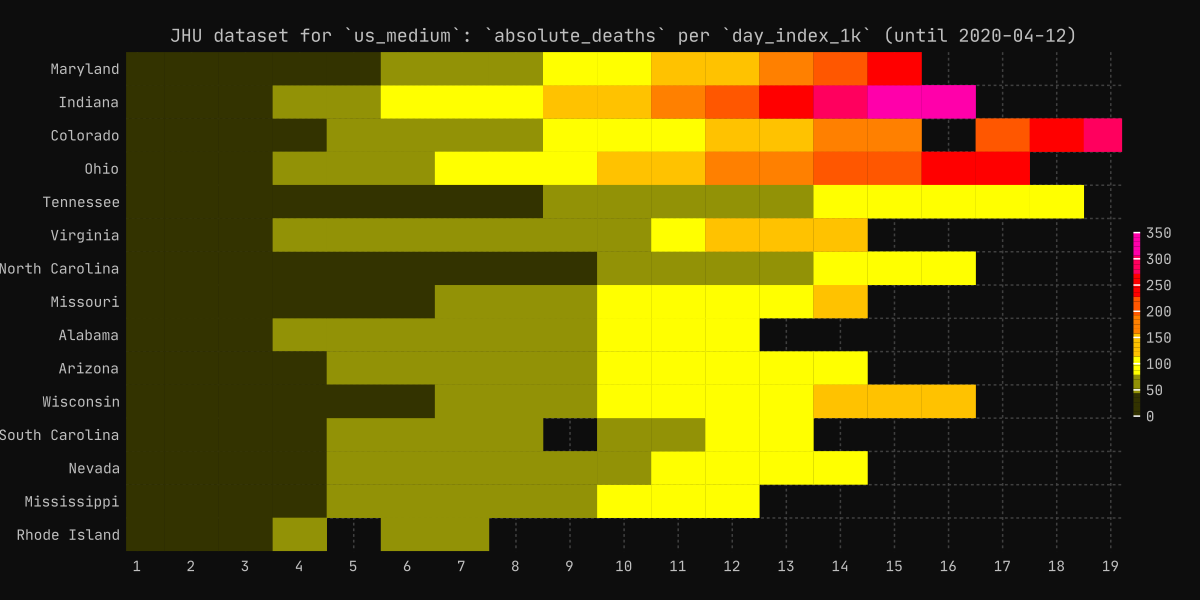 JHU dataset for `us_medium`: `absolute_deaths` per `day_index_1k` (until 2020-04-12)
Maryland
Indiana
Colorado
Ohio
Tennessee
Virginia
North Carolina
Missouri
Alabama
Arizona
Wisconsin
South Carolina
Nevada
Mississippi
Rhode Island
1 2 3 4 5 6 7 8 9 10 11 12 13 14 15 16 17 18 19
350
300
250
200
150
100
50
0